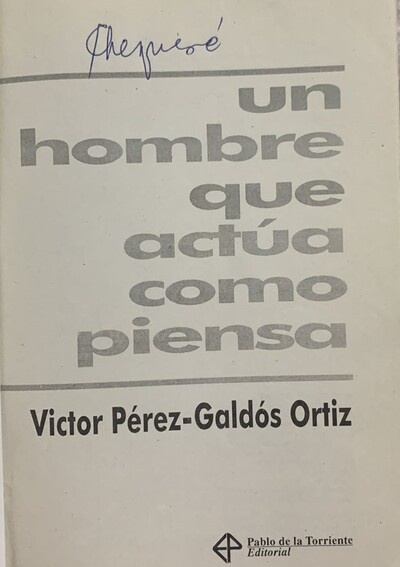 un
hombre
que
actúa
como
piensa
Victor Pérez-Galdós Ortiz
Pablo de la Torriente
Editorial